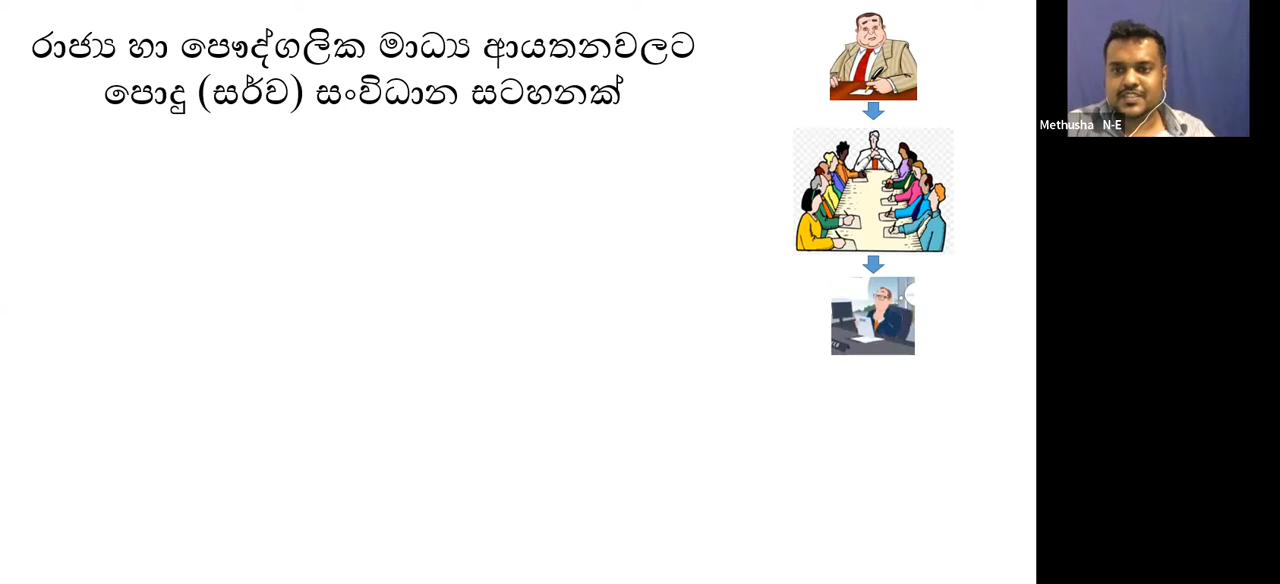 රාජ්‍ය හා පෞද්ගලික මාධ්‍ය ආයතනවලට
පොදු (සර්ව) සංවිධාන සටහනක්
Methusha N-E